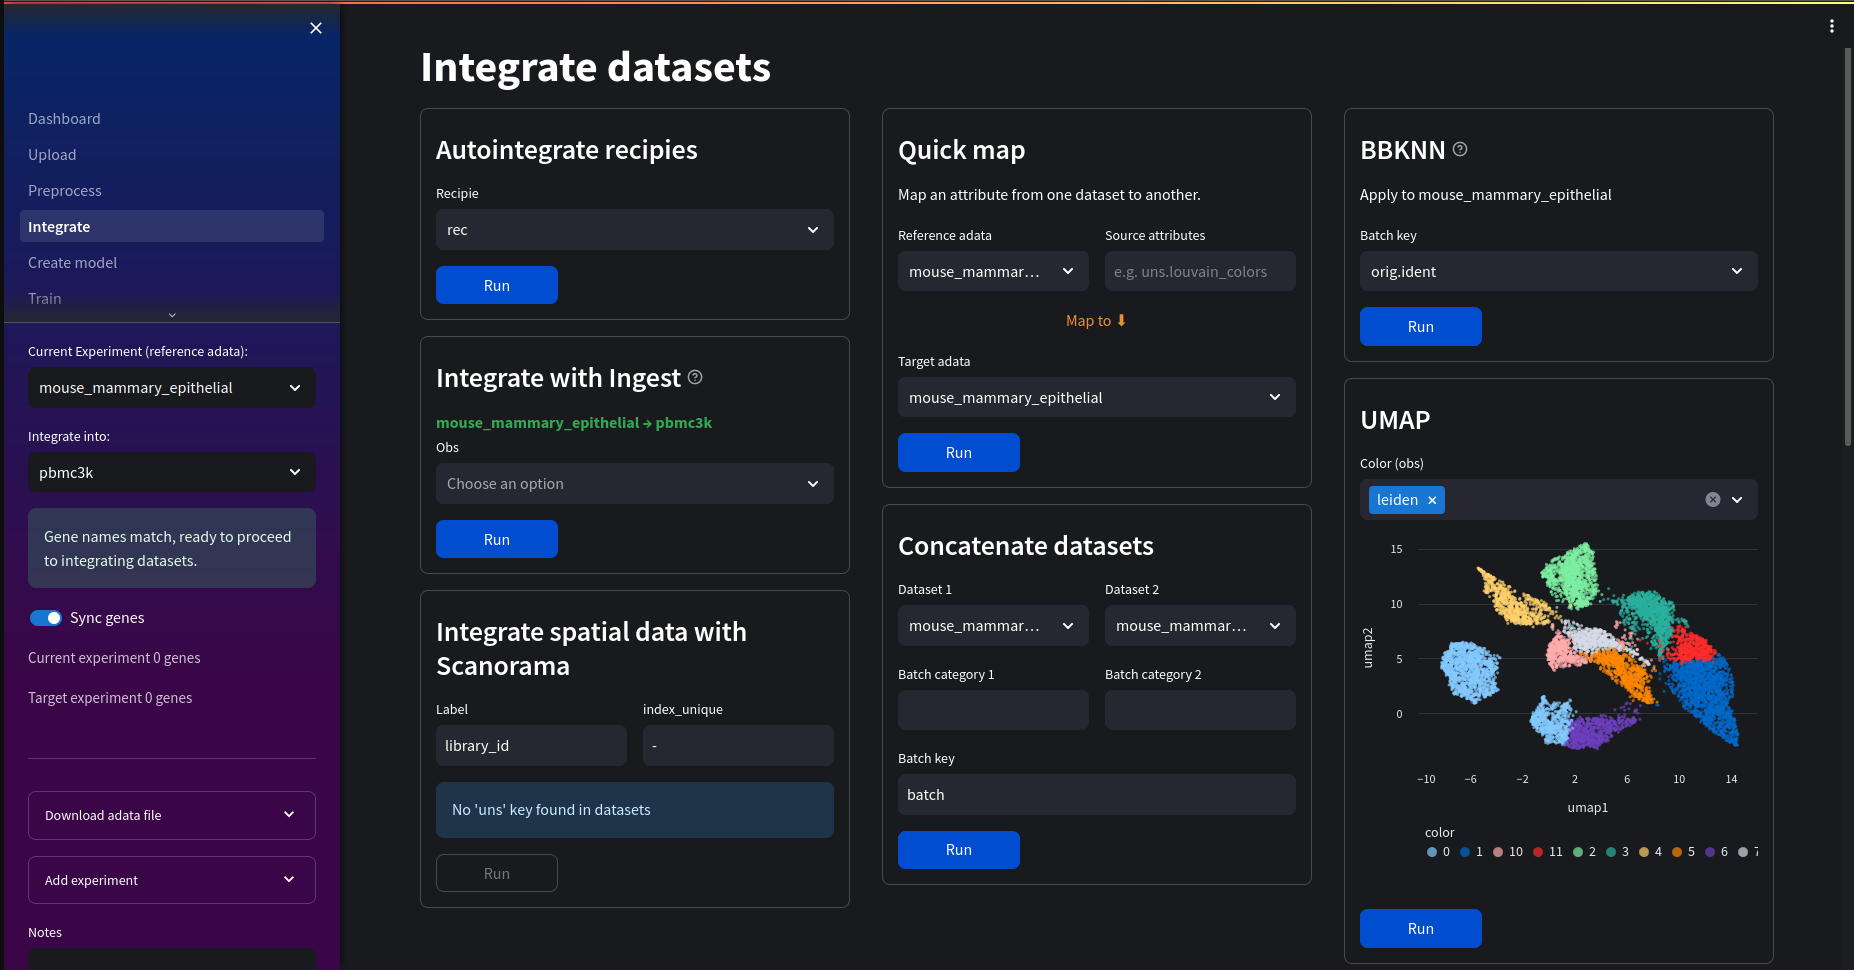 Dashboard
Upload
Preprocess
Integrate
Create model
Train
Current Experiment (reference adata):
mouse_mammary_epithelial
Integrate into:
pbmc3k
Gene names match, ready to proceed
to integrating datasets.
Sync genes
Current experiment 0 genes
Target experiment 0 genes
Download adata file
Add experiment
Notes
Integrate datasets
Autointegrate recipies
Recipie
rec
Run
Integrate with Ingest
mouse_mammary_epithelial → pbmc3k
Obs
Choose an option
Run
Integrate spatial data with
Scanorama
Label index_unique
library_id -
No 'uns' key found in datasets
Run
Quick map
Map an attribute from one dataset to another.
Reference adata Source attributes
mouse_mammar... e.g. uns.louvain_colors
Map to ⬇
Target adata
mouse_mammary_epithelial
Run
Concatenate datasets
Dataset 1 Dataset 2
mouse_mammar... mouse_mammar...
Batch category 1 Batch category 2
Batch key
batch
Run
BBKNN
Apply to mouse_mammary_epithelial
Batch key
orig.ident
Run
UMAP
Color (obs)
leiden ×
15
10
5
0
umap2
−10 −6 −2 2 6 10 14
umap1
color
0 1 10 11 2 3 4 5 6 7
Run